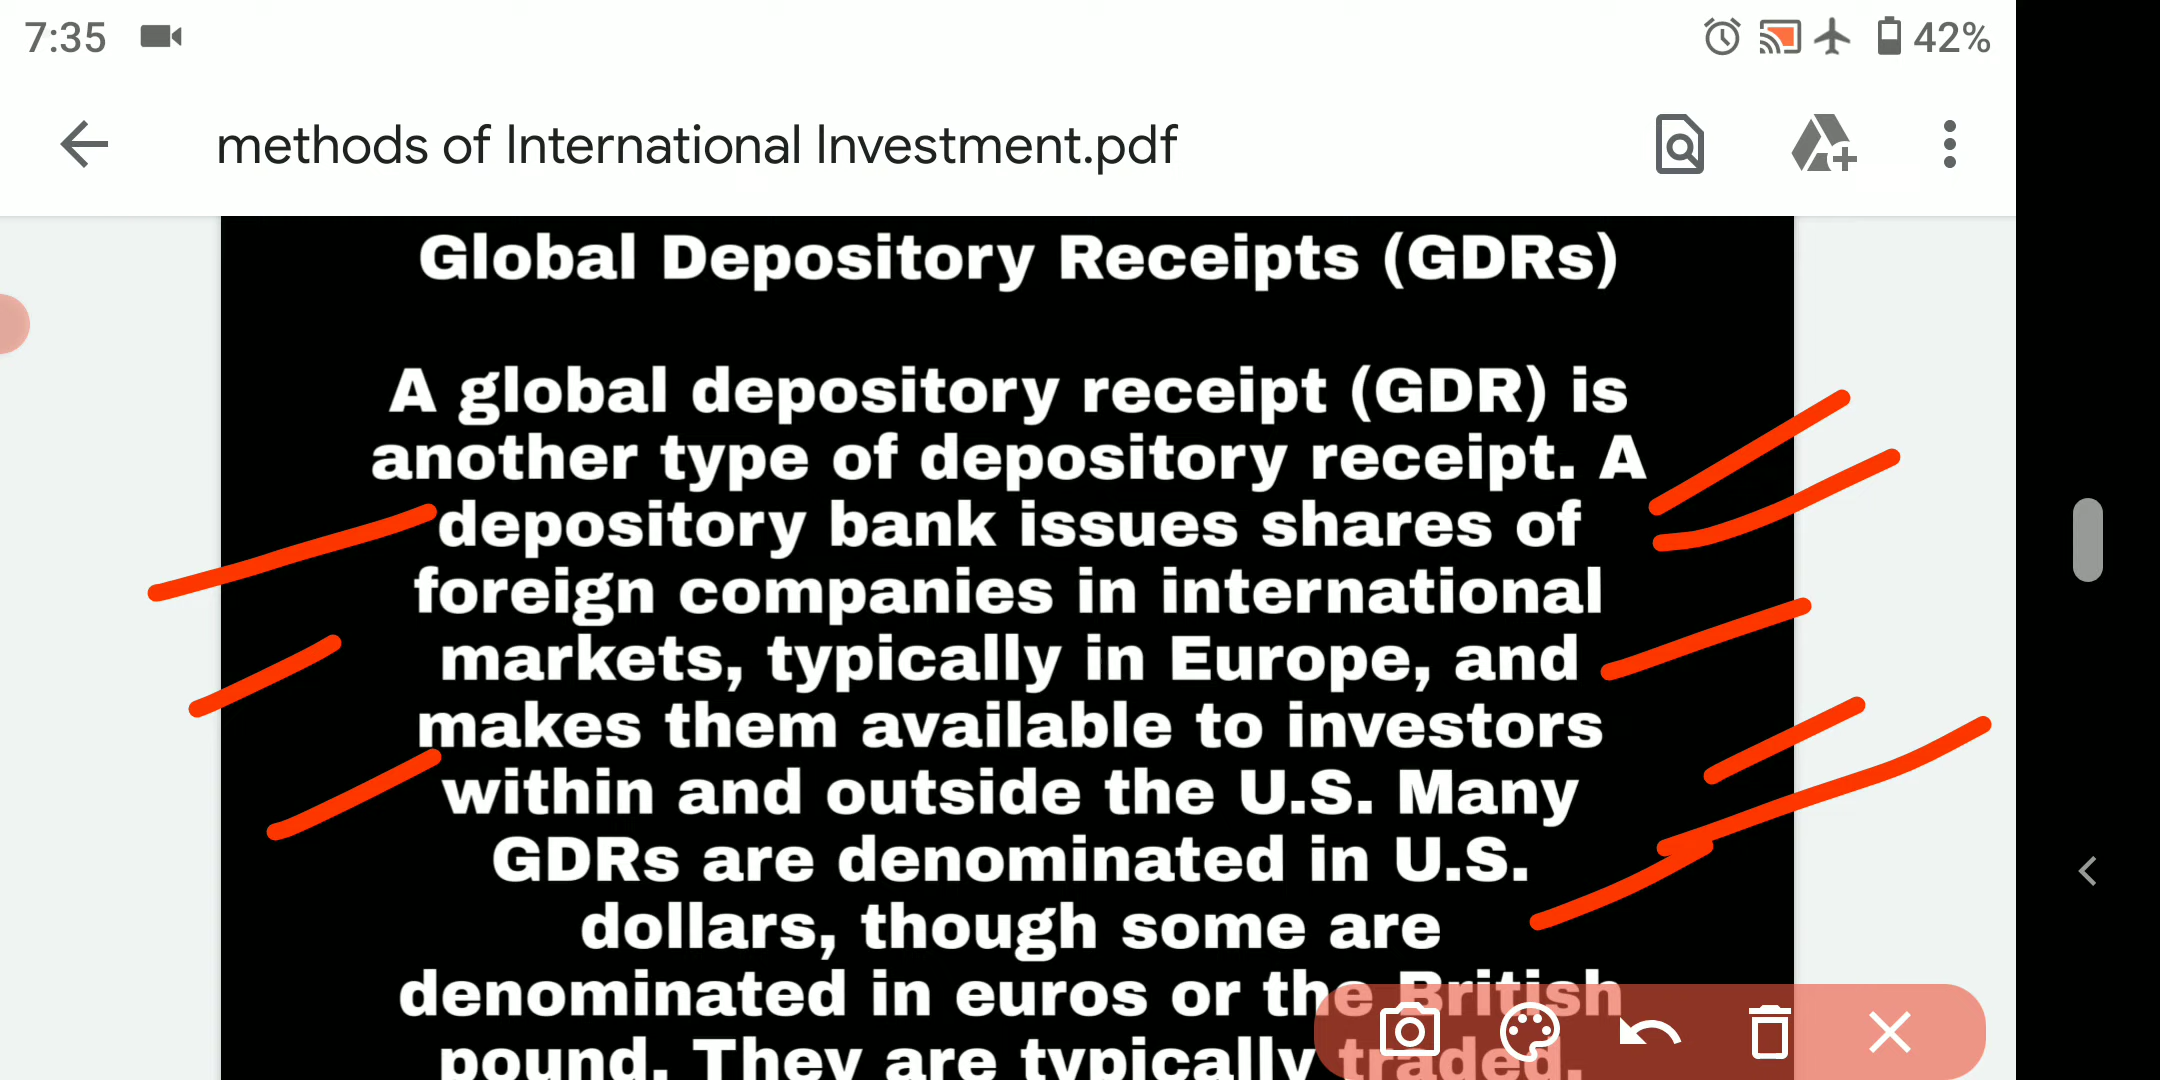 7:35
42%
methods of International Investment.pdf
Global Depository Receipts (GDRs)
A global depository receipt (GDR) is
another type of depository receipt. A
depository bank issues shares of
foreign companies in international
markets, typically in Europe, and
makes them available to investors
within and outside the U.S. Many
GDRs are denominated in U.S.
dollars, though some are
denominated in euros or the British
pound. They are typically traded,